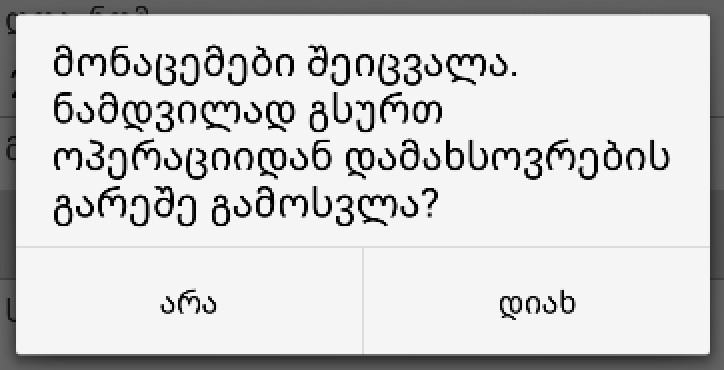 მონაცემები შეიცვალა.
ნამდვილად გსურთ
ოპერაციიდან დამახსოვრების
გარეშე გამოსვლა?
არა
დიახ